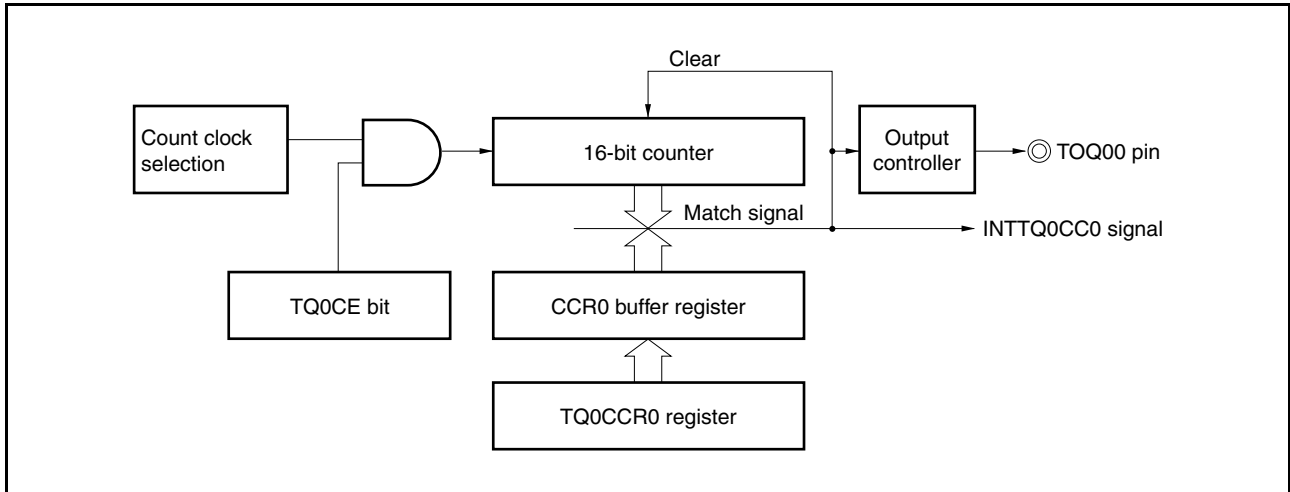 Clear
Count clock
selection
16-bit counter
Output
controller
TOQ00 pin
Match signal
INTTQ0CC0 signal
TQ0CE bit
CCR0 buffer register
TQ0CCR0 register